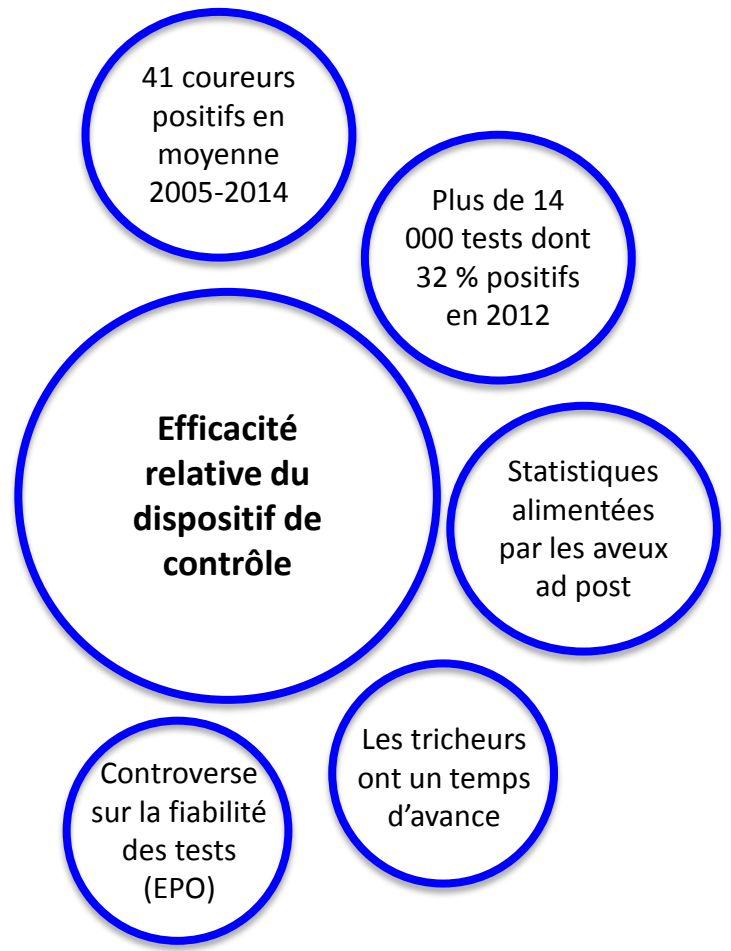 41 coureurs
positifs en
moyenne
2005-2014
Plus de 14
000 tests dont
32 % positifs
en 2012
Efficacité
relative du
dispositif de
contrôle
Statistiques
alimentées
par les aveux
ad post
Les tricheurs
ont un temps
d’avance
Controverse
sur la fiabilité
des tests
(EPO)